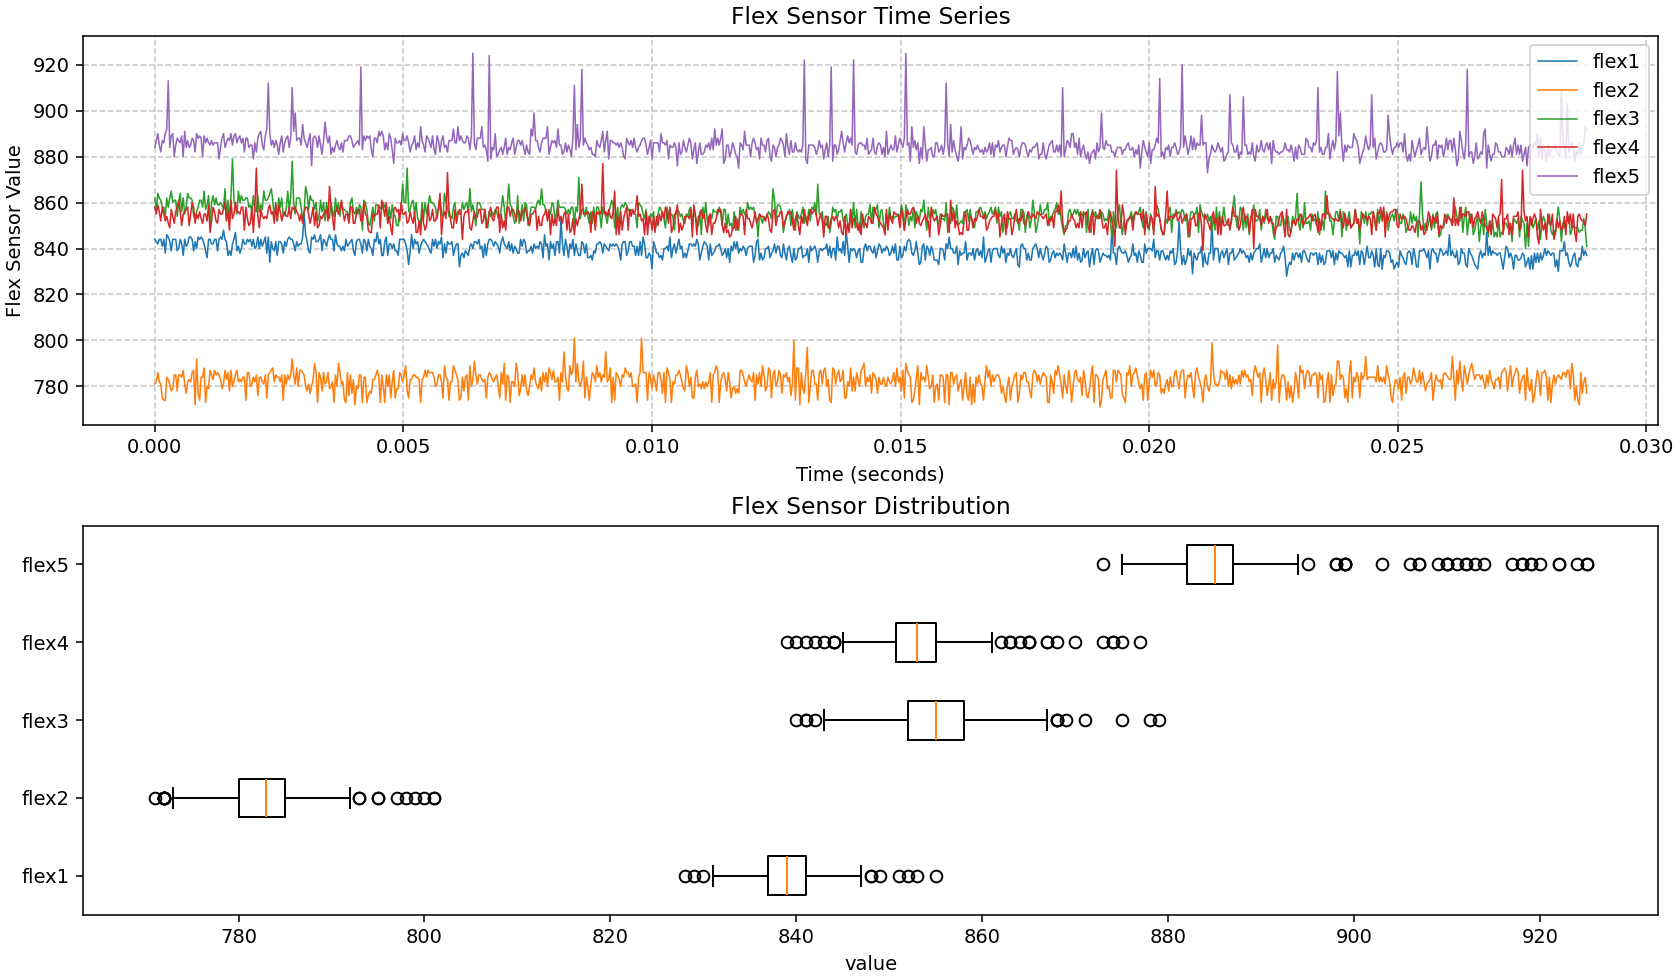 Flex Sensor Time Series
Flex Sensor Value
920
900
880
860
840
820
800
780
flex1
flex2
flex3
flex4
flex5
0.000 0.005 0.010 0.015 0.020 0.025 0.030
Time (seconds)
Flex Sensor Distribution
flex5
flex4
flex3
flex2
flex1
780 800 820 840 860 880 900 920
value